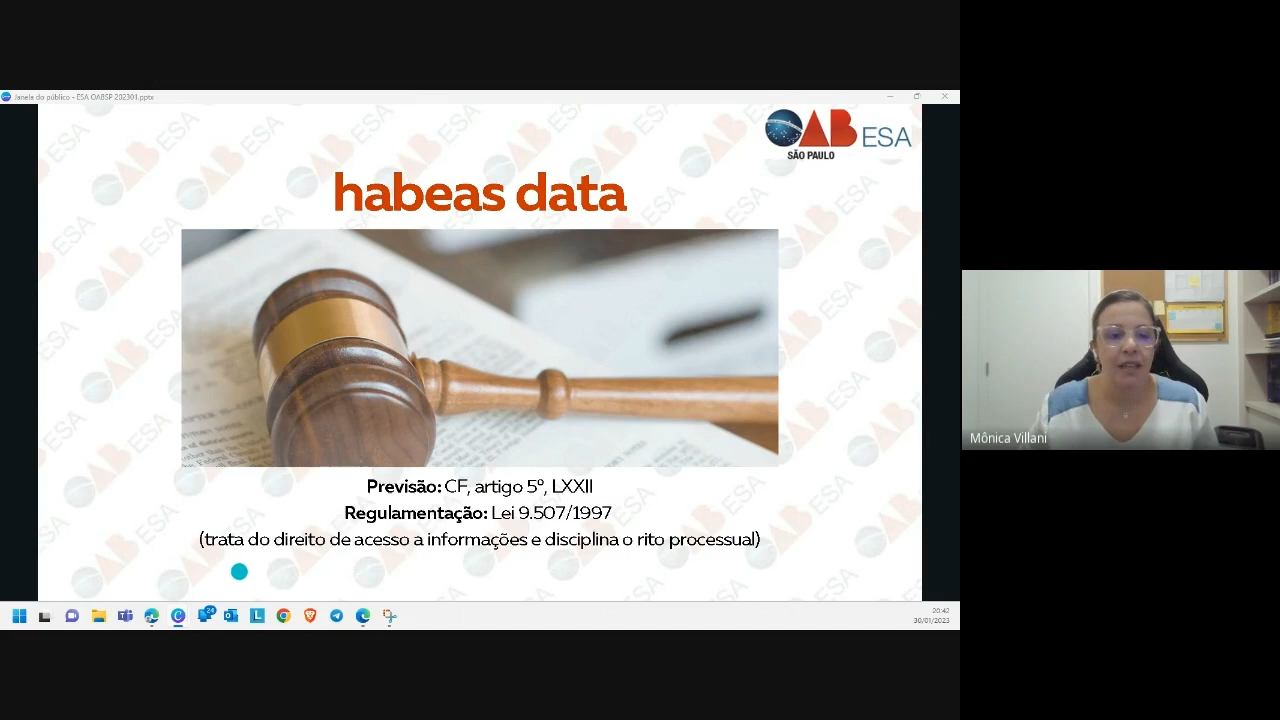 Janela do público - ESA OABSP 202301.pptx
OAB ESA
SÃO PAULO
habeas data
Previsão: CF, artigo 5º, LXXII
Regulamentação: Lei 9.507/1997
(trata do direito de acesso a informações e disciplina o rito processual)
Mônica Villani
24
20:42
30/01/2023